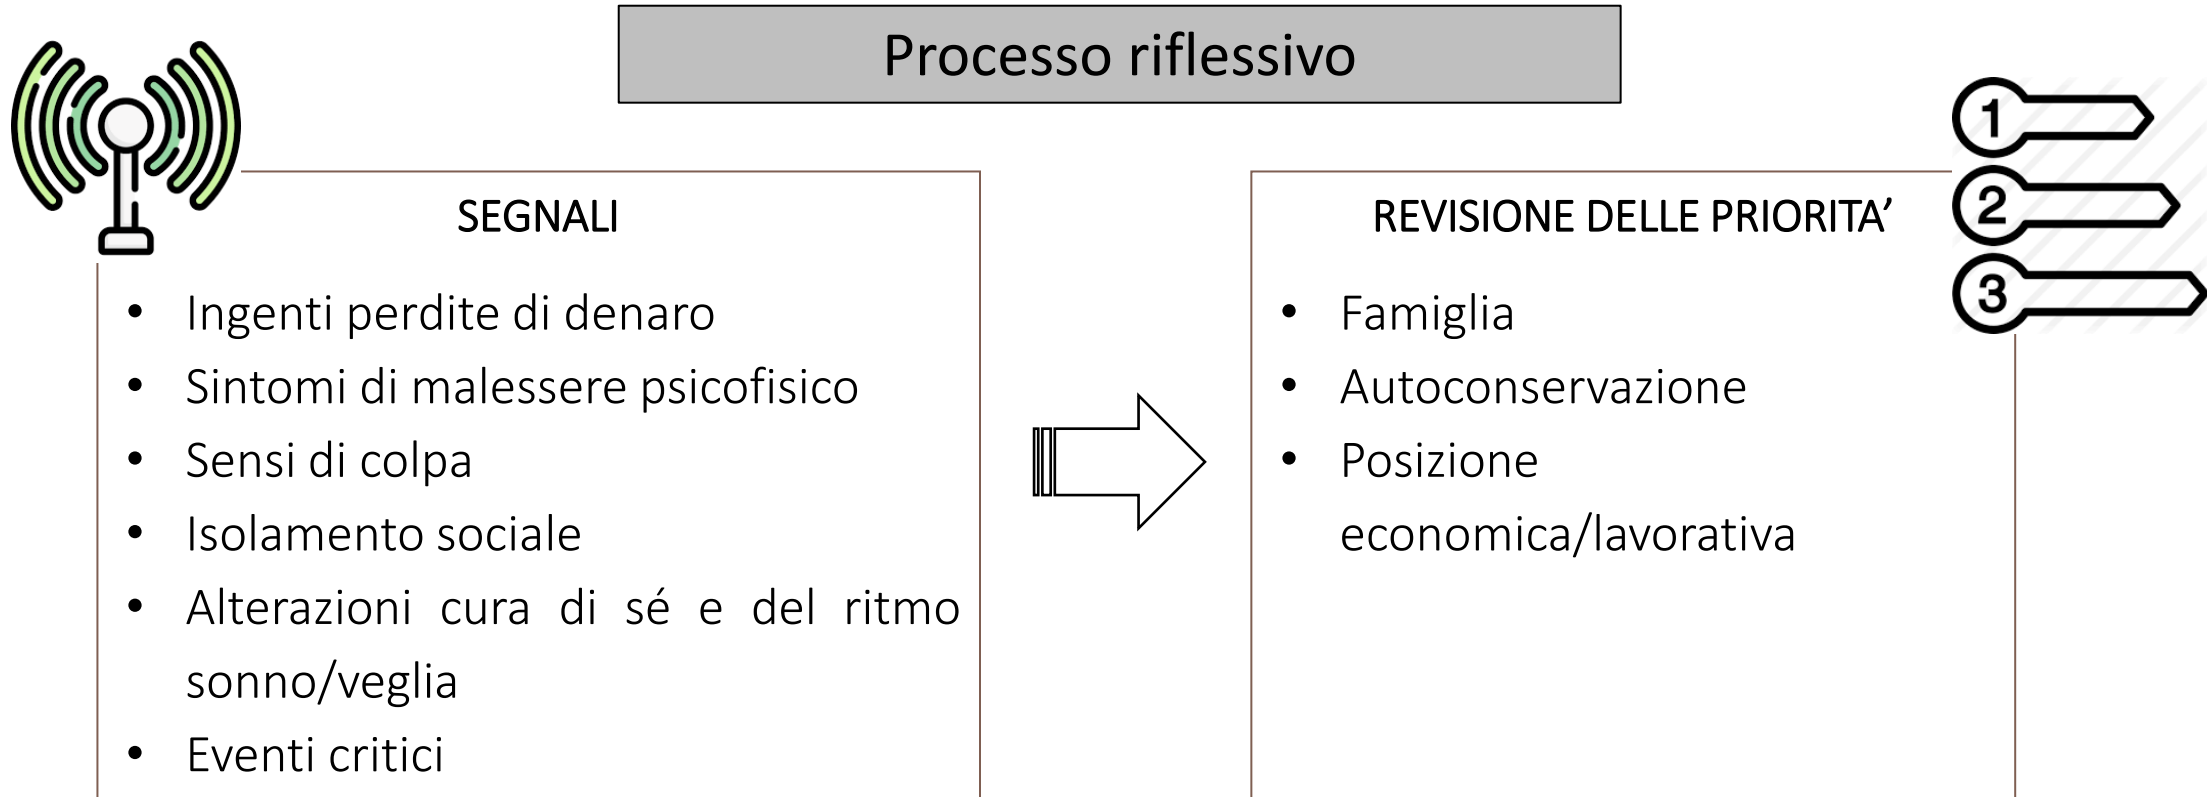 Processo riflessivo
SEGNALI
• Ingenti perdite di denaro
• Sintomi di malessere psicofisico
• Sensi di colpa
• Isolamento sociale
• Alterazioni cura di sé e del ritmo
sonno/veglia
• Eventi critici
1
2
3
REVISIONE DELLE PRIORITA’
• Famiglia
• Autoconservazione
• Posizione
economica/lavorativa